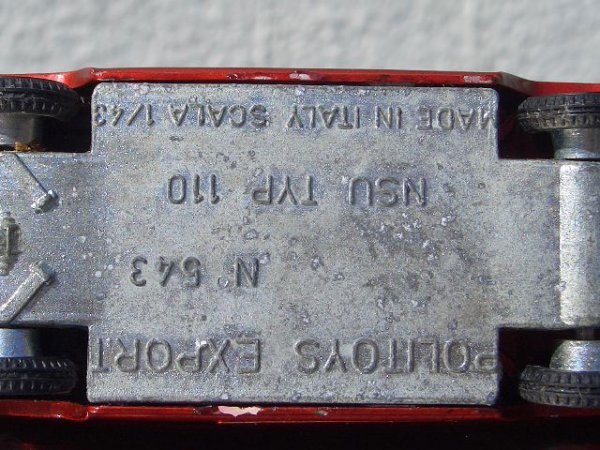 POLITOYS EXPORT
N° 543
NSU TYP 110
MADE IN ITALY SCALA 1/43